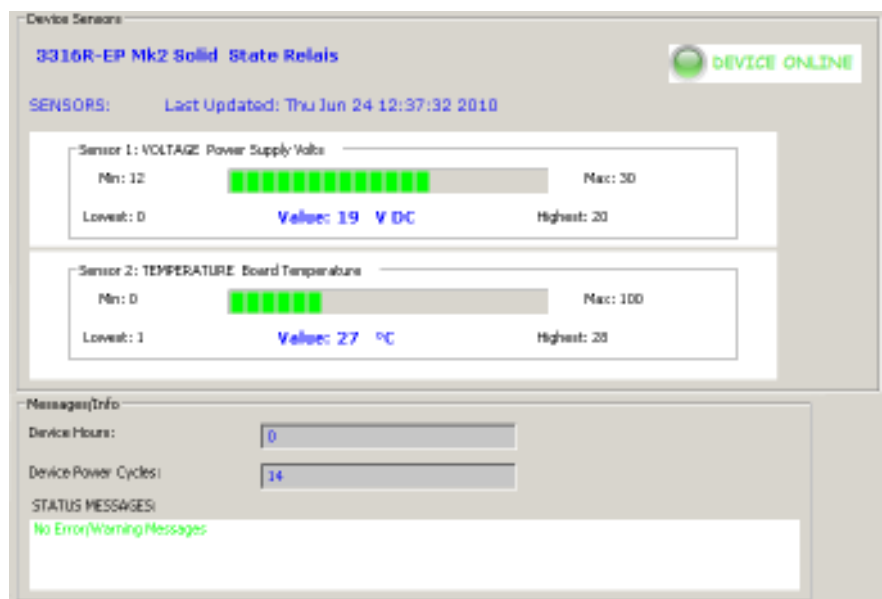 Device Sensors
3316R-EP Mk2 Solid State Relais
DEVICE ONLINE
SENSORS: Last Updated: Thu Jun 24 12:37:32 2010
Sensor 1: VOLTAGE Power Supply Volts
Min: 12 Max: 30
Lowest: 0 Value: 19 V DC Highest: 20
Sensor 2: TEMPERATURE Board Temperature
Min: 0 Max: 100
Lowest: 1 Value: 27 °C Highest: 28
Messages/Info
Device Hours: 0
Device Power Cycles: 14
STATUS MESSAGES:
No Error/Warning Messages